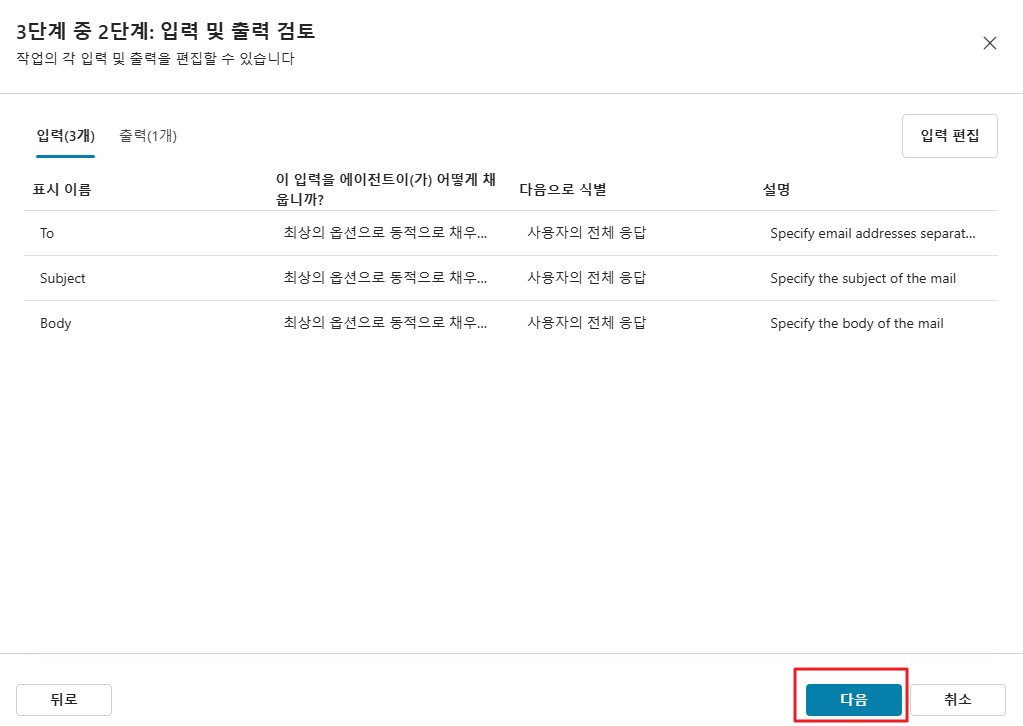 3단계 중 2단계: 입력 및 출력 검토
작업의 각 입력 및 출력을 편집할 수 있습니다
입력(3개) 출력(1개) 입력 편집
표시 이름 이 입력을 에이전트이(가) 어떻게 채 다음으로 식별 설명
웁니까?
To 최상의 옵션으로 동적으로 채우... 사용자의 전체 응답 Specify email addresses separat...
Subject 최상의 옵션으로 동적으로 채우... 사용자의 전체 응답 Specify the subject of the mail
Body 최상의 옵션으로 동적으로 채우... 사용자의 전체 응답 Specify the body of the mail
뒤로 다음 취소